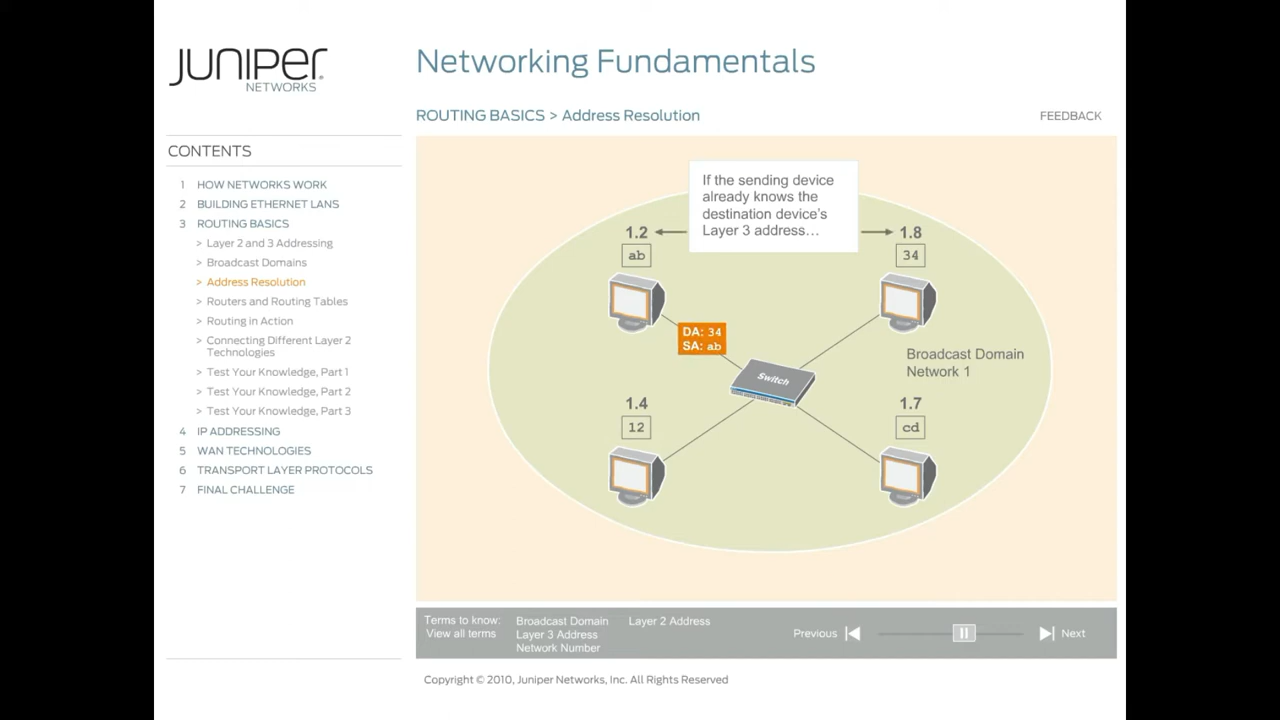 JUNIPER
NETWORKS
Networking Fundamentals
ROUTING BASICS > Address Resolution
FEEDBACK
CONTENTS
1 HOW NETWORKS WORK
2 BUILDING ETHERNET LANS
3 ROUTING BASICS
> Layer 2 and 3 Addressing
> Broadcast Domains
> Address Resolution
> Routers and Routing Tables
> Routing in Action
> Connecting Different Layer 2
Technologies
> Test Your Knowledge, Part 1
> Test Your Knowledge, Part 2
> Test Your Knowledge, Part 3
4 IP ADDRESSING
5 WAN TECHNOLOGIES
6 TRANSPORT LAYER PROTOCOLS
7 FINAL CHALLENGE
If the sending device
already knows the
destination device's
Layer 3 address...
1.2
ab
1.8
34
DA: 34
SA: ab
Switch
Broadcast Domain
Network 1
1.4
12
1.7
cd
Terms to know:
View all terms
Broadcast Domain
Layer 3 Address
Network Number
Layer 2 Address
Previous
Next
Copyright © 2010, Juniper Networks, Inc. All Rights Reserved